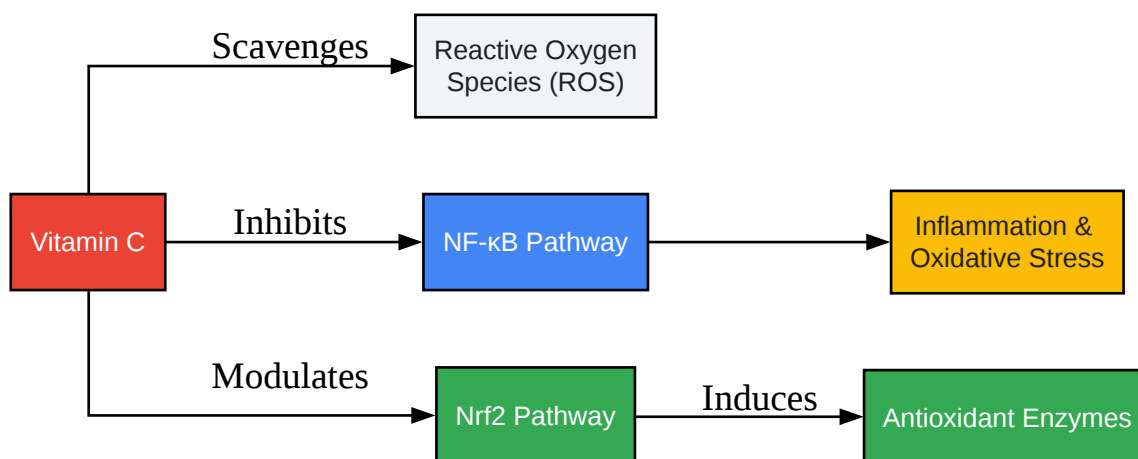 Scavenges
Reactive Oxygen
Species (ROS)
Vitamin C
Inhibits
NF-κB Pathway
Inflammation &
Oxidative Stress
Modulates
Nrf2 Pathway
Induces
Antioxidant Enzymes